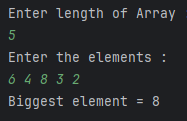 Enter length of Array
5
Enter the elements :
6 4 8 3 2
Biggest element = 8